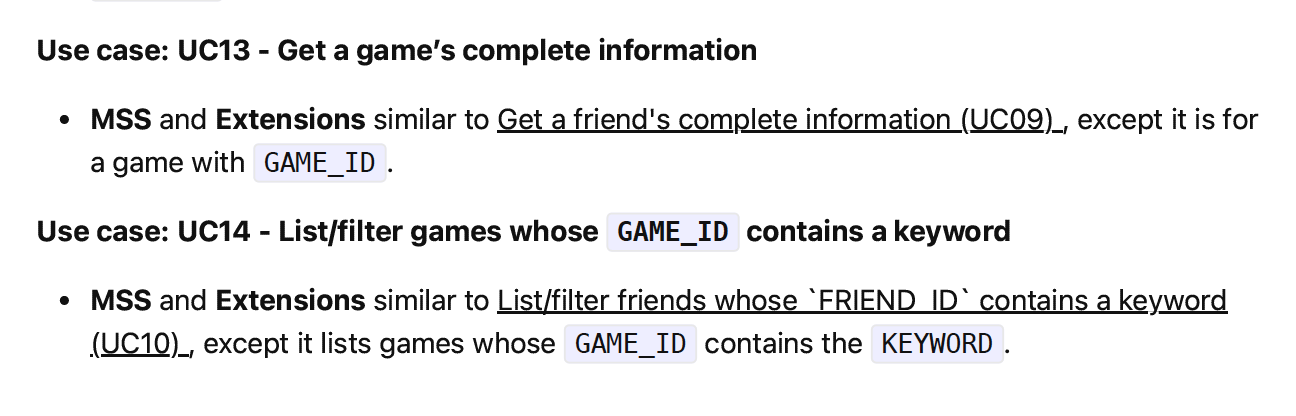 Use case: UC13 - Get a game’s complete information
• MSS and Extensions similar to Get a friend's complete information (UC09) , except it is for
a game with GAME_ID.
Use case: UC14 - List/filter games whose GAME_ID contains a keyword
• MSS and Extensions similar to List/filter friends whose `FRIEND_ID` contains a keyword
(UC10) , except it lists games whose GAME_ID contains the KEYWORD.